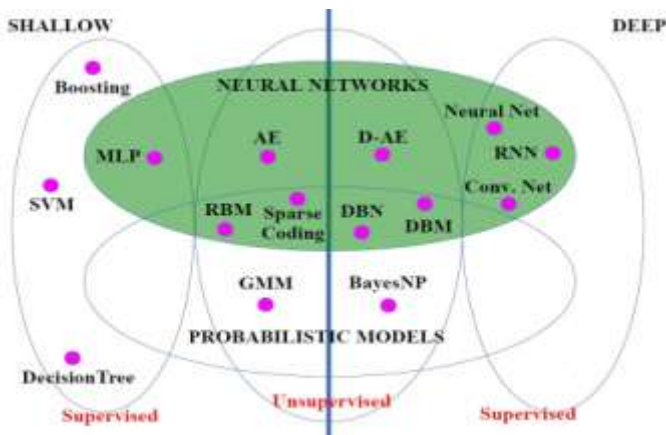 SHALLOW
DEEP
Boosting
NEURAL NETWORKS
Neural Net
MLP
AE
D-AE
RNN
SVM
RBM
Sparse
Coding
DBN
DBM
Conv. Net
GMM
BayesNP
PROBABILISTIC MODELS
DecisionTree
Supervised
Unsupervised
Supervised